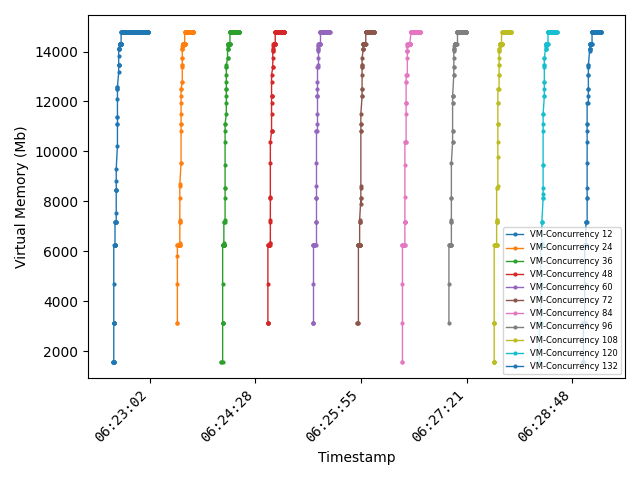 14000
12000
10000
8000
6000
4000
2000
Virtual Memory (Mb)
VM-Concurrency 12
VM-Concurrency 24
VM-Concurrency 36
VM-Concurrency 48
VM-Concurrency 60
VM-Concurrency 72
VM-Concurrency 84
VM-Concurrency 96
VM-Concurrency 108
VM-Concurrency 120
VM-Concurrency 132
06:23:02
06:24:28
06:25:55
06:27:21
06:28:48
Timestamp